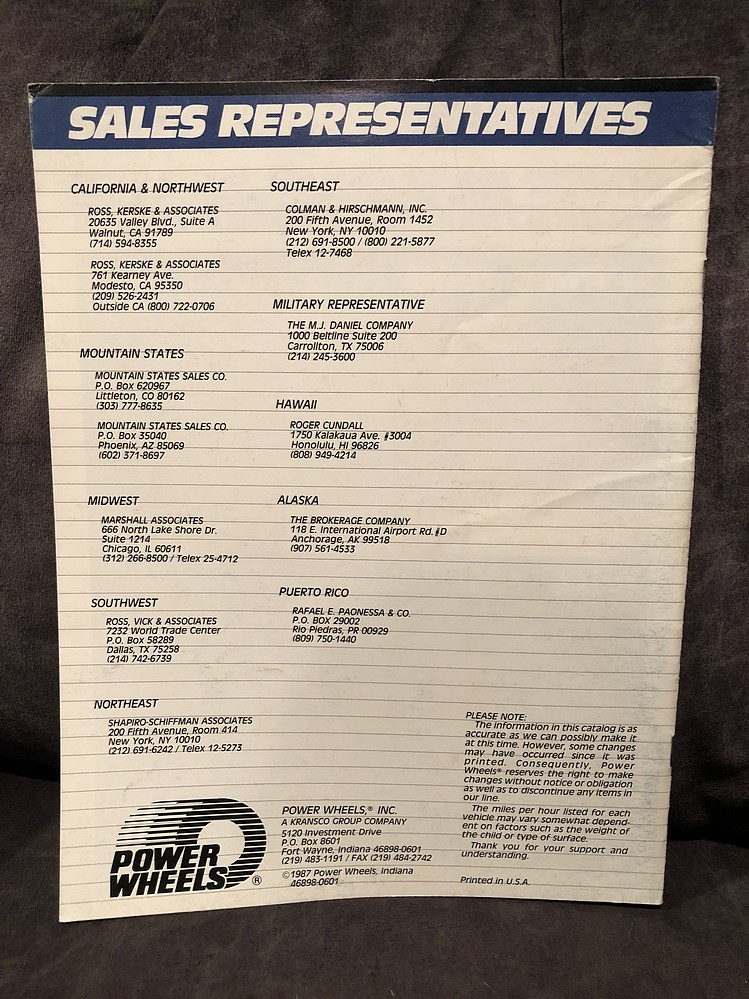 SALES REPRESENTATIVES
CALIFORNIA & NORTHWEST
ROSS, KERSKE & ASSOCIATES
20635 Valley Blvd., Suite A
Walnut, CA 91789
(714) 594-8355
ROSS, KERSKE & ASSOCIATES
761 Kearney Ave.
Modesto, CA 95350
(209) 526-2431
Outside CA (800) 722-0706
MOUNTAIN STATES
MOUNTAIN STATES SALES CO.
P.O. Box 620967
Littleton, CO 80162
(303) 777-8635
MOUNTAIN STATES SALES CO.
P.O. Box 35040
Phoenix, AZ 85069
(602) 371-8697
MIDWEST
MARSHALL ASSOCIATES
666 North Lake Shore Dr.
Suite 1214
Chicago, IL 60611
(312) 266-8500 / Telex 25-4712
SOUTHWEST
ROSS, VICK & ASSOCIATES
7232 World Trade Center
P.O. Box 58289
Dallas, TX 75258
(214) 742-6739
NORTHEAST
SHAPIRO-SCHIFFMAN ASSOCIATES
200 Fifth Avenue, Room 414
New York, NY 10010
(212) 691-6242 / Telex 12-5273
SOUTHEAST
COLMAN & HIRSCHMANN, INC.
200 Fifth Avenue, Room 1452
New York, NY 10010
(212) 691-8500 / (800) 221-5877
Telex 12-7468
MILITARY REPRESENTATIVE
THE M.J. DANIEL COMPANY
1000 Beltline Suite 200
Carrollton, TX 75006
(214) 245-3600
HAWAII
ROGER CUNDALL
1750 Kalakaua Ave. #3004
Honolulu, HI 96826
(808) 949-4214
ALASKA
THE BROKERAGE COMPANY
118 E. International Airport Rd. #D
Anchorage, AK 99518
(907) 561-4533
PUERTO RICO
RAFAEL E. PAONESSA & CO.
P.O. BOX 29002
Rio Piedras, PR 00929
(809) 750-1440
PLEASE NOTE:
The information in this catalog is as
accurate as we can possibly make it
at this time. However, some changes
may have occurred since it was
printed. Consequently, Power
Wheels® reserves the right to make
changes without notice or obligation
as well as to discontinue any items in
our line.
The miles per hour listed for each
vehicle may vary somewhat depend-
ent on factors such as the weight of
the child or type of surface.
Thank you for your support and
understanding.
Printed in U.S.A.
POWER
WHEELS®
POWER WHEELS,® INC.
A KRANSCO GROUP COMPANY
5120 Investment Drive
P.O. Box 8601
Fort Wayne, Indiana 46898-0601
(219) 483-1191 / FAX (219) 484-2742
©1987 Power Wheels, Indiana
46898-0601